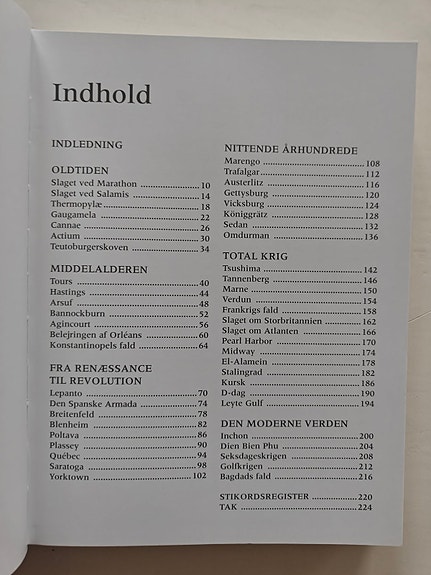 Indhold
INDLEDNING
OLDTIDEN
Slaget ved Marathon 10
Slaget ved Salamis 14
Thermopylæ 18
Gaugamela 22
Cannae 26
Actium 30
Teutoburgerskoven 34
MIDDELALDEREN
Tours 40
Hastings 44
Arsuf 48
Bannockburn 52
Agincourt 56
Belejringen af Orléans 60
Konstantinopels fald 64
FRA RENÆSSANCE
TIL REVOLUTION
Lepanto 70
Den Spanske Armada 74
Breitenfeld 78
Blenheim 82
Poltava 86
Plassey 90
Québec 94
Saratoga 98
Yorktown 102
NITTENDE ÅRHUNDREDE
Marengo 108
Trafalgar 112
Austerlitz 116
Gettysburg 120
Vicksburg 124
Königgrätz 128
Sedan 132
Omdurman 136
TOTAL KRIG
Tsushima 142
Tannenberg 146
Marne 150
Verdun 154
Frankrigs fald 158
Slaget om Storbritannien 162
Slaget om Atlanten 166
Pearl Harbor 170
Midway 174
El-Alamein 178
Stalingrad 182
Kursk 186
D-dag 190
Leyte Gulf 194
DEN MODERNE VERDEN
Inchon 200
Dien Bien Phu 204
Seksdageskrigen 208
Golfkrigen 212
Bagdads fald 216
STIKORDSREGISTER 220
TAK 224